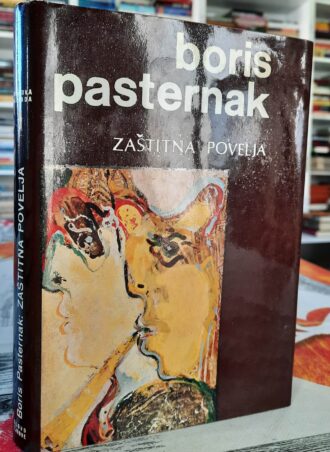 boris
pasternak
ZAŠTITNA POVELJA
Boris Pasternak: ZAŠTITNA POVELJA